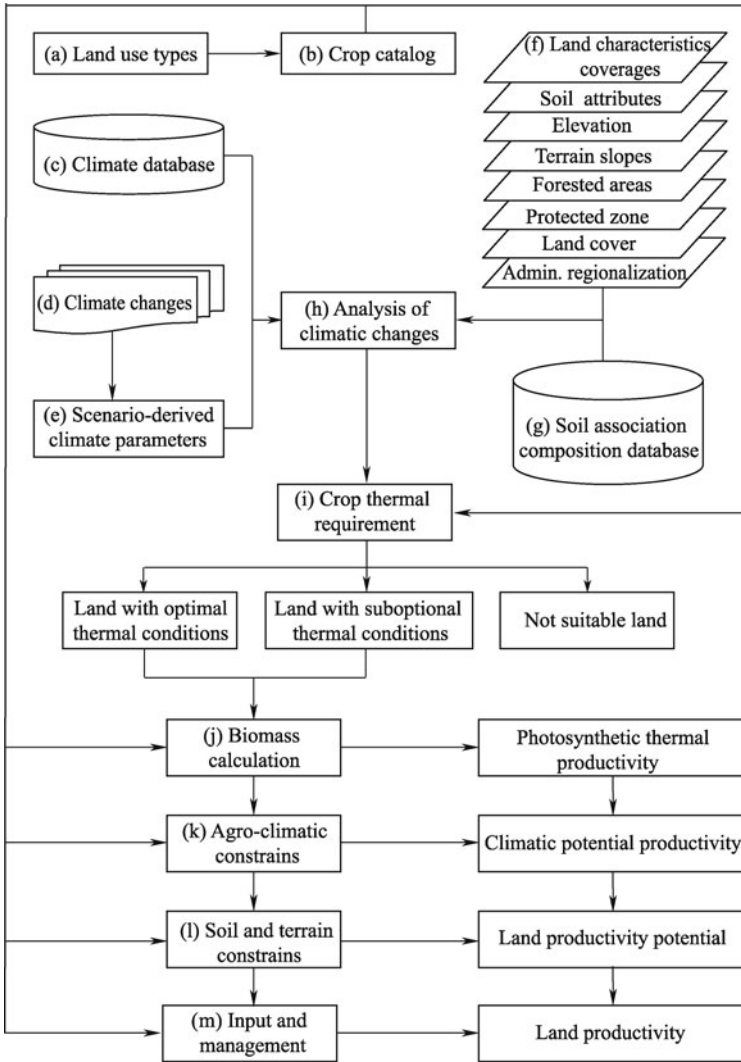 (a) Land use types
(b) Crop catalog
(f) Land characteristics
coverages
Soil attributes
Elevation
Terrain slopes
Forested areas
Protected zone
Land cover
Admin. regionalization
(c) Climate database
(d) Climate changes
(e) Scenario-derived
climate parameters
(h) Analysis of
climatic changes
(g) Soil association
composition database
(i) Crop thermal
requirement
Land with optimal
thermal conditions
Land with suboptional
thermal conditions
Not suitable land
(j) Biomass
calculation
Photosynthetic thermal
productivity
(k) Agro-climatic
constrains
Climatic potential productivity
(l) Soil and terrain
constrains
Land productivity potential
(m) Input and
management
Land productivity